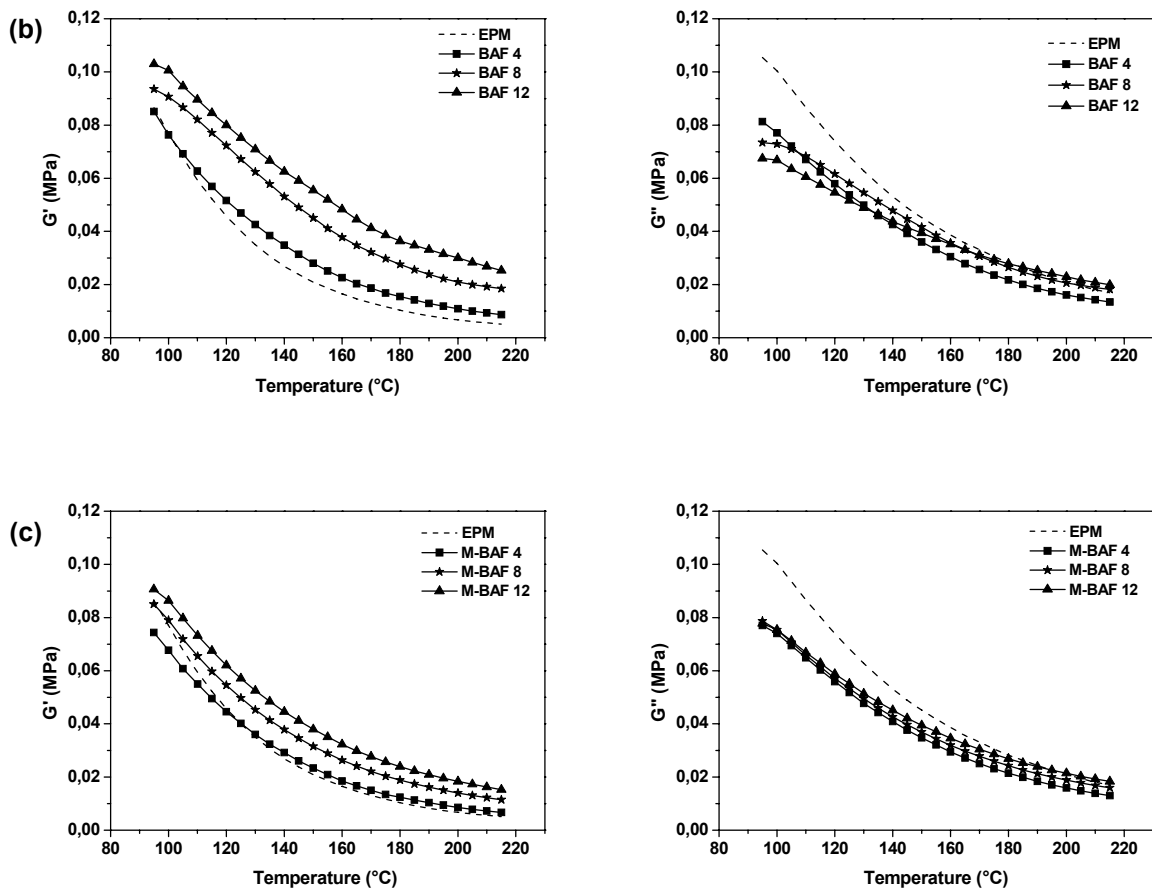 (b)
0,12
0,10
0,08
0,06
0,04
0,02
0,00
G' (MPa)
80 100 120 140 160 180 200 220
Temperature (°C)
EPM
BAF 4
BAF 8
BAF 12
0,12
0,10
0,08
0,06
0,04
0,02
0,00
G" (MPa)
80 100 120 140 160 180 200 220
Temperature (°C)
EPM
BAF 4
BAF 8
BAF 12
(c)
0,12
0,10
0,08
0,06
0,04
0,02
0,00
G' (MPa)
80 100 120 140 160 180 200 220
Temperature (°C)
EPM
M-BAF 4
M-BAF 8
M-BAF 12
0,12
0,10
0,08
0,06
0,04
0,02
0,00
G" (MPa)
80 100 120 140 160 180 200 220
Temperature (°C)
EPM
M-BAF 4
M-BAF 8
M-BAF 12